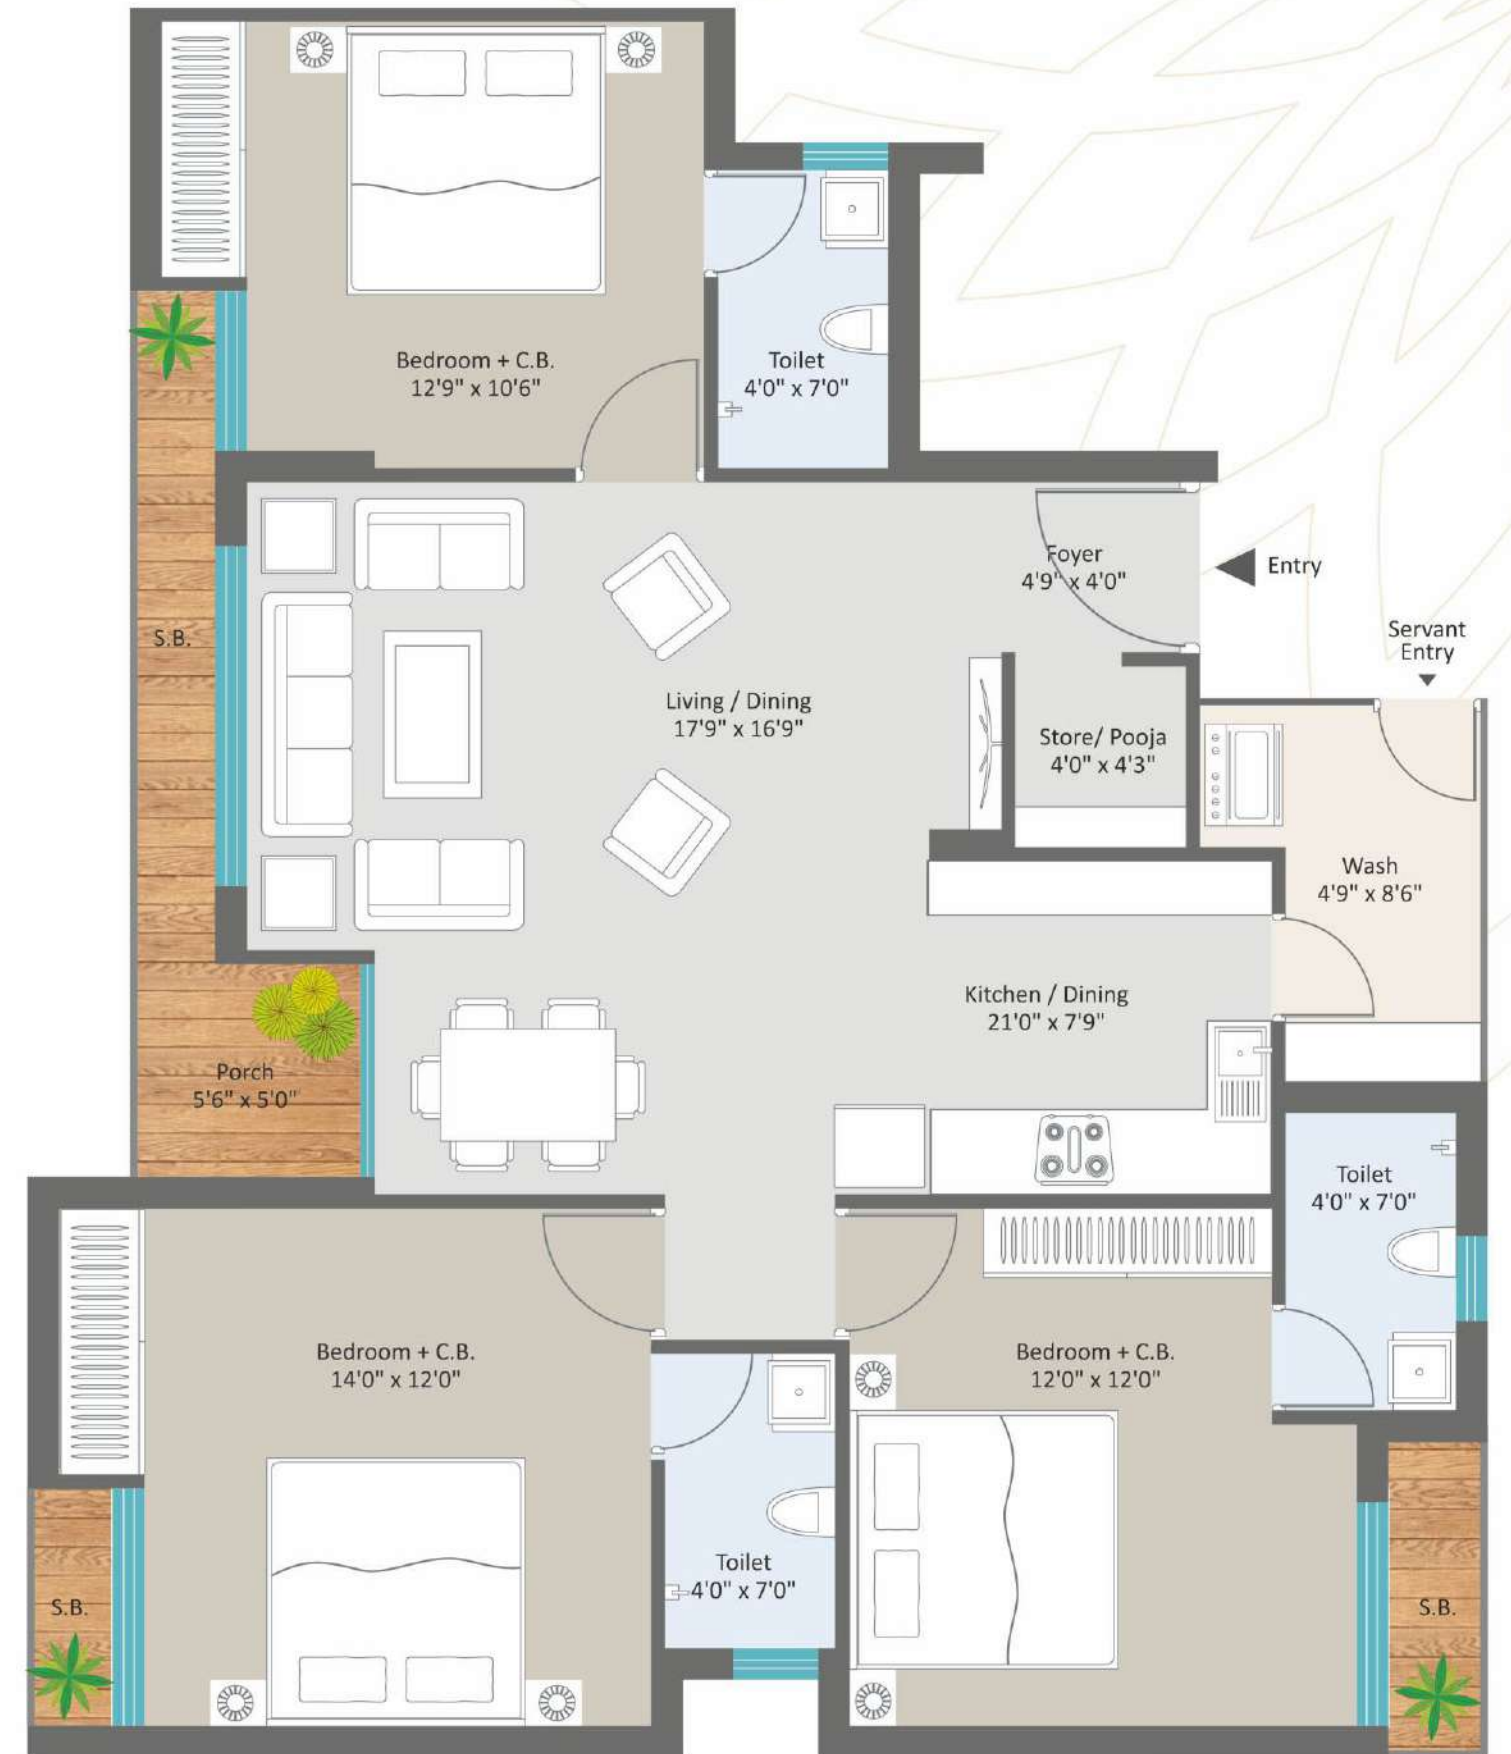 Bedroom + C.B.
12'9" x 10'6"
Toilet
4'0" x 7'0"
Foyer
4'9" x 4'0"
Entry
Servant
Entry
S.B.
Living / Dining
17'9" x 16'9"
Store/ Pooja
4'0" x 4'3"
Wash
4'9" x 8'6"
Kitchen / Dining
21'0" x 7'9"
Porch
5'6" x 5'0"
Toilet
4'0" x 7'0"
Bedroom + C.B.
14'0" x 12'0"
Bedroom + C.B.
12'0" x 12'0"
Toilet
4'0" x 7'0"
S.B.
S.B.